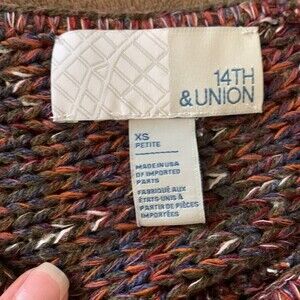 14TH
& UNION
XS
PETITE
MADE IN USA
OF IMPORTED
PARTS
FABRIQUÉ AUX
ÉTATS-UNIS À
PARTIR DE PIÈCES
IMPORTÉES